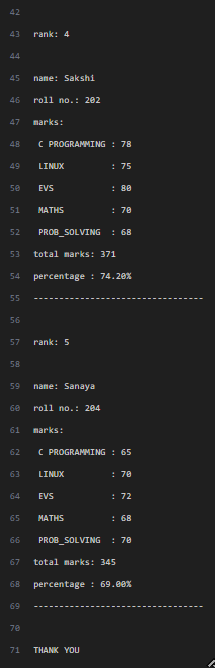 42
43 rank: 4
44
45 name: Sakshi
46 roll no.: 202
47 marks:
48 C PROGRAMMING : 78
49 LINUX : 75
50 EVS : 80
51 MATHS : 70
52 PROB_SOLVING : 68
53 total marks: 371
54 percentage : 74.20%
55 ---------------------------------
56
57 rank: 5
58
59 name: Sanaya
60 roll no.: 204
61 marks:
62 C PROGRAMMING : 65
63 LINUX : 70
64 EVS : 72
65 MATHS : 68
66 PROB_SOLVING : 70
67 total marks: 345
68 percentage : 69.00%
69 ---------------------------------
70
71 THANK YOU